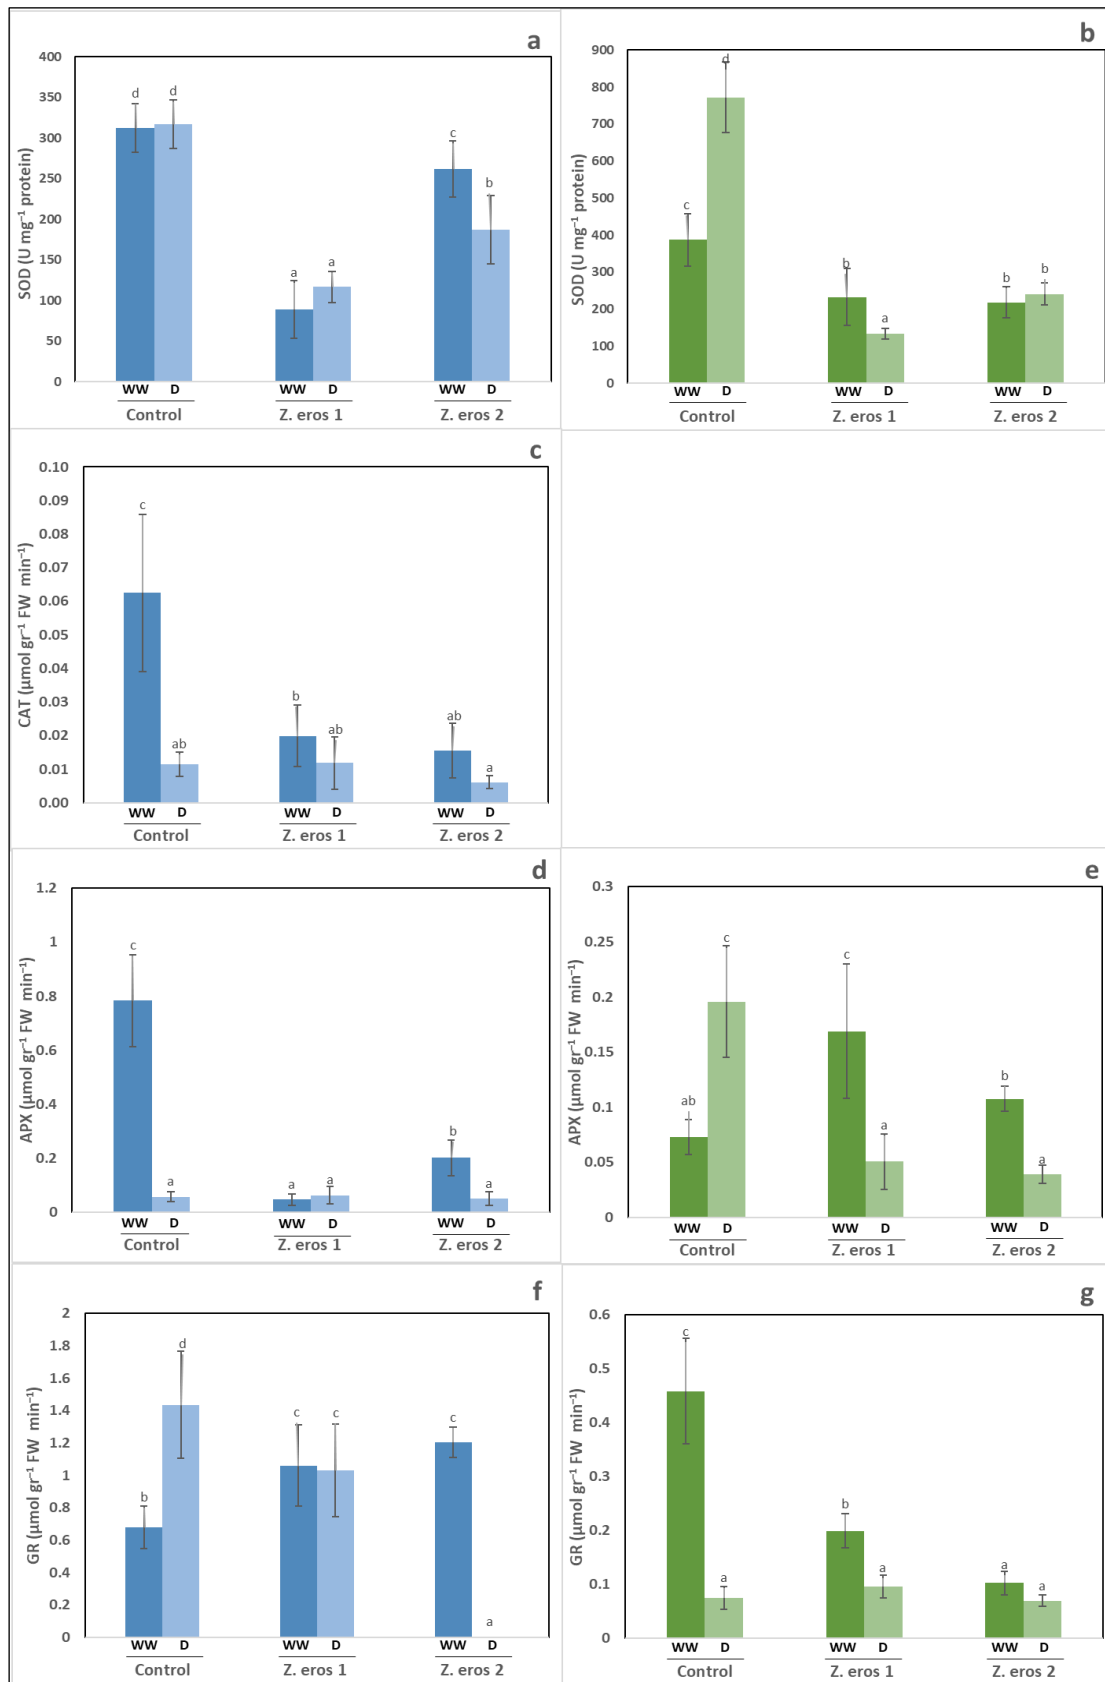 a
400
350
300
250
200
150
100
50
0
SOD (U mg⁻¹ protein)
d d a a c b
WW D WW D WW D
Control Z. eros 1 Z. eros 2
b
900
800
700
600
500
400
300
200
100
0
SOD (U mg⁻¹ protein)
c d b a b b
WW D WW D WW D
Control Z. eros 1 Z. eros 2
c
0.10
0.09
0.08
0.07
0.06
0.05
0.04
0.03
0.02
0.01
0.00
CAT (μmol gr⁻¹ FW min⁻¹)
c ab b ab ab a
WW D WW D WW D
Control Z. eros 1 Z. eros 2
d
1.2
1
0.8
0.6
0.4
0.2
0
APX (μmol gr⁻¹ FW min⁻¹)
c a a a b a
WW D WW D WW D
Control Z. eros 1 Z. eros 2
e
0.3
0.25
0.2
0.15
0.1
0.05
0
APX (μmol gr⁻¹ FW min⁻¹)
ab c c a b a
WW D WW D WW D
Control Z. eros 1 Z. eros 2
f
2
1.8
1.6
1.4
1.2
1
0.8
0.6
0.4
0.2
0
GR (μmol gr⁻¹ FW min⁻¹)
b d c c c a
WW D WW D WW D
Control Z. eros 1 Z. eros 2
g
0.6
0.5
0.4
0.3
0.2
0.1
0
GR (μmol gr⁻¹ FW min⁻¹)
c a b a a a
WW D WW D WW D
Control Z. eros 1 Z. eros 2